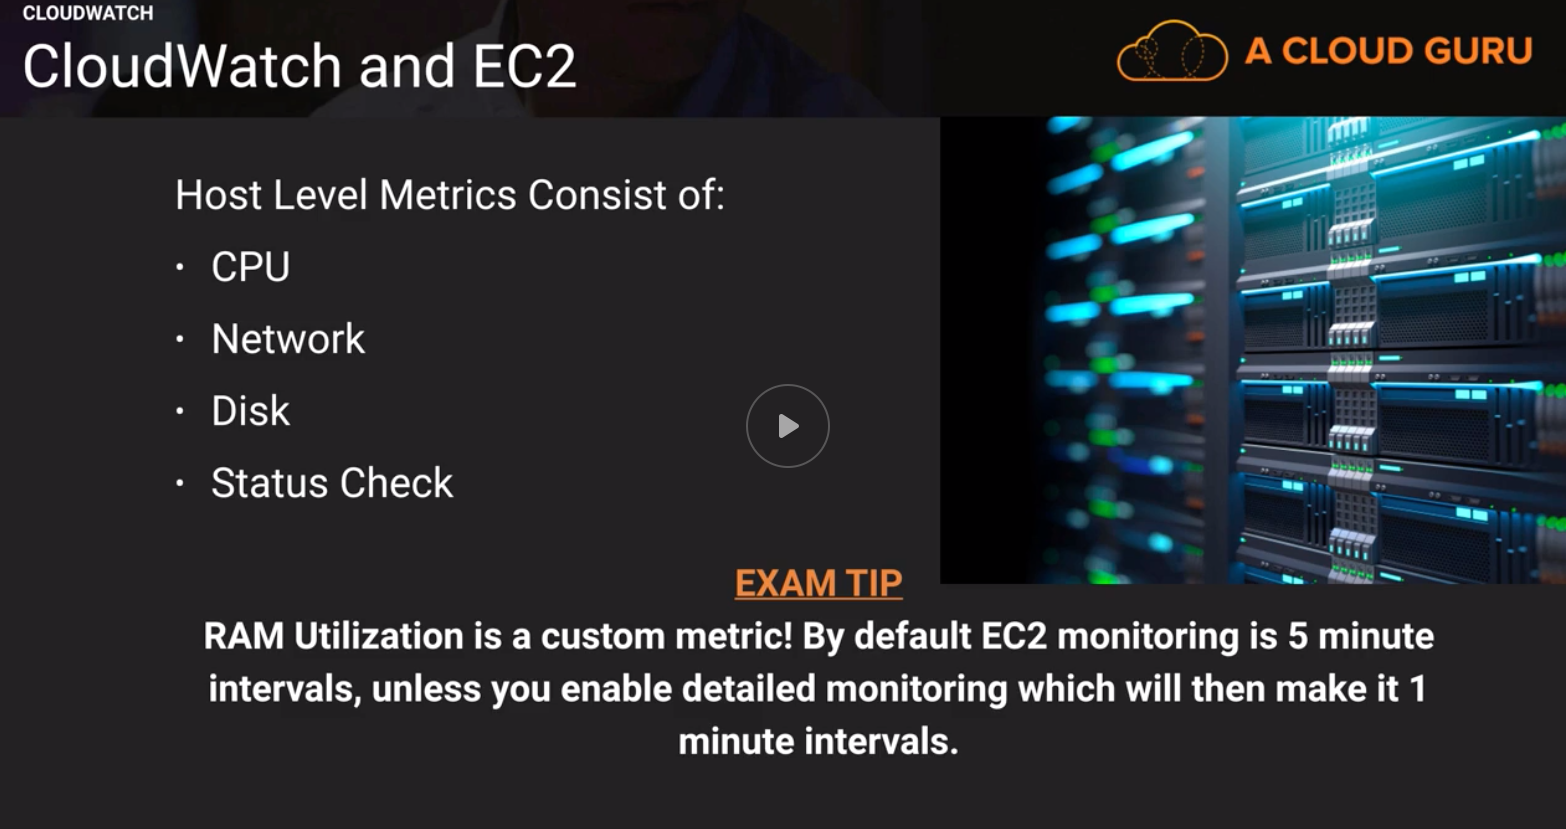 CLOUDWATCH
CloudWatch and EC2
A CLOUD GURU
Host Level Metrics Consist of:
• CPU
• Network
• Disk
• Status Check
EXAM TIP
RAM Utilization is a custom metric! By default EC2 monitoring is 5 minute
intervals, unless you enable detailed monitoring which will then make it 1
minute intervals.